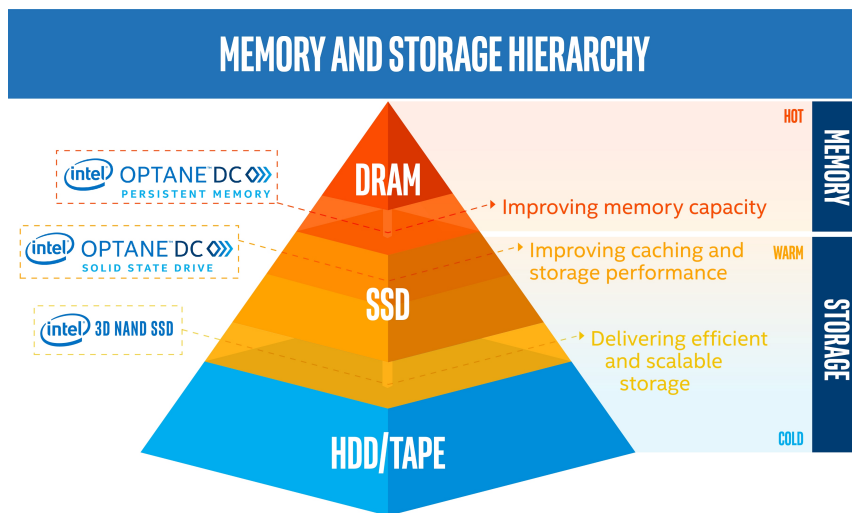 MEMORY AND STORAGE HIERARCHY
HOT
MEMORY
intel OPTANE™ DC
PERSISTENT MEMORY
DRAM
Improving memory capacity
intel OPTANE™ DC
SOLID STATE DRIVE
Improving caching and
storage performance
WARM
STORAGE
SSD
intel 3D NAND SSD
Delivering efficient
and scalable
storage
COLD
HDD/TAPE